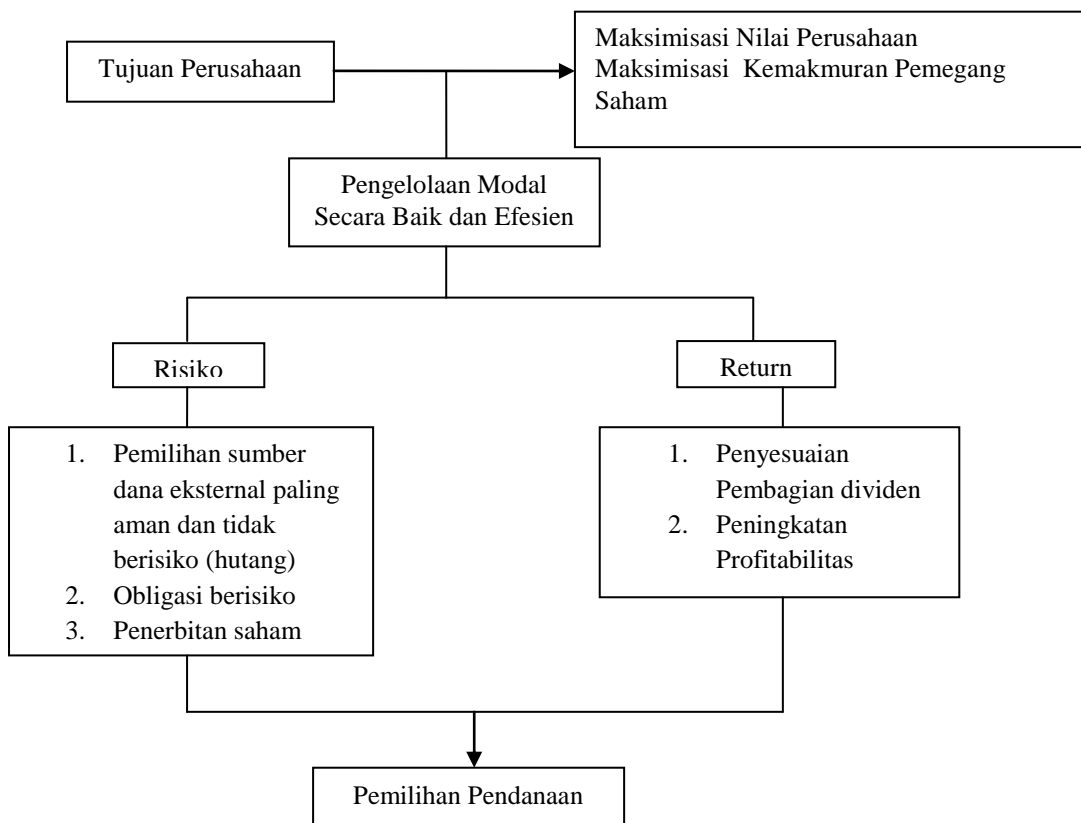 Tujuan Perusahaan
Maksimisasi Nilai Perusahaan
Maksimisasi Kemakmuran Pemegang
Saham
Pengelolaan Modal
Secara Baik dan Efesien
Risiko
Return
1. Pemilihan sumber
dana eksternal paling
aman dan tidak
berisiko (hutang)
2. Obligasi berisiko
3. Penerbitan saham
1. Penyesuaian
Pembagian dividen
2. Peningkatan
Profitabilitas
Pemilihan Pendanaan